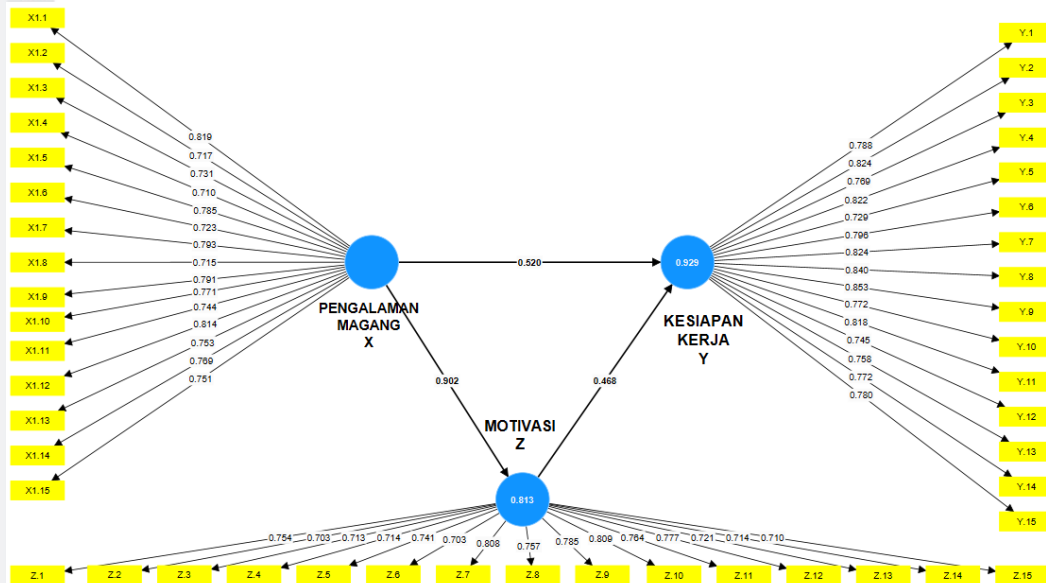 X1.1
X1.2
X1.3
X1.4
X1.5
X1.6
X1.7
X1.8
X1.9
X1.10
X1.11
X1.12
X1.13
X1.14
X1.15
0.819
0.717
0.731
0.710
0.785
0.723
0.793
0.715
0.791
0.771
0.744
0.814
0.753
0.769
0.751
PENGALAMAN
MAGANG
X
0.520
0.902
0.468
MOTIVASI
Z
0.813
0.929
KESIAPAN
KERJA
Y
0.788
0.824
0.769
0.822
0.729
0.796
0.824
0.840
0.853
0.772
0.818
0.745
0.758
0.772
0.780
Y.1
Y.2
Y.3
Y.4
Y.5
Y.6
Y.7
Y.8
Y.9
Y.10
Y.11
Y.12
Y.13
Y.14
Y.15
0.754 0.703 0.713 0.714 0.741 0.703 0.808 0.757 0.785 0.809 0.764 0.777 0.721 0.714 0.710
Z.1 Z.2 Z.3 Z.4 Z.5 Z.6 Z.7 Z.8 Z.9 Z.10 Z.11 Z.12 Z.13 Z.14 Z.15